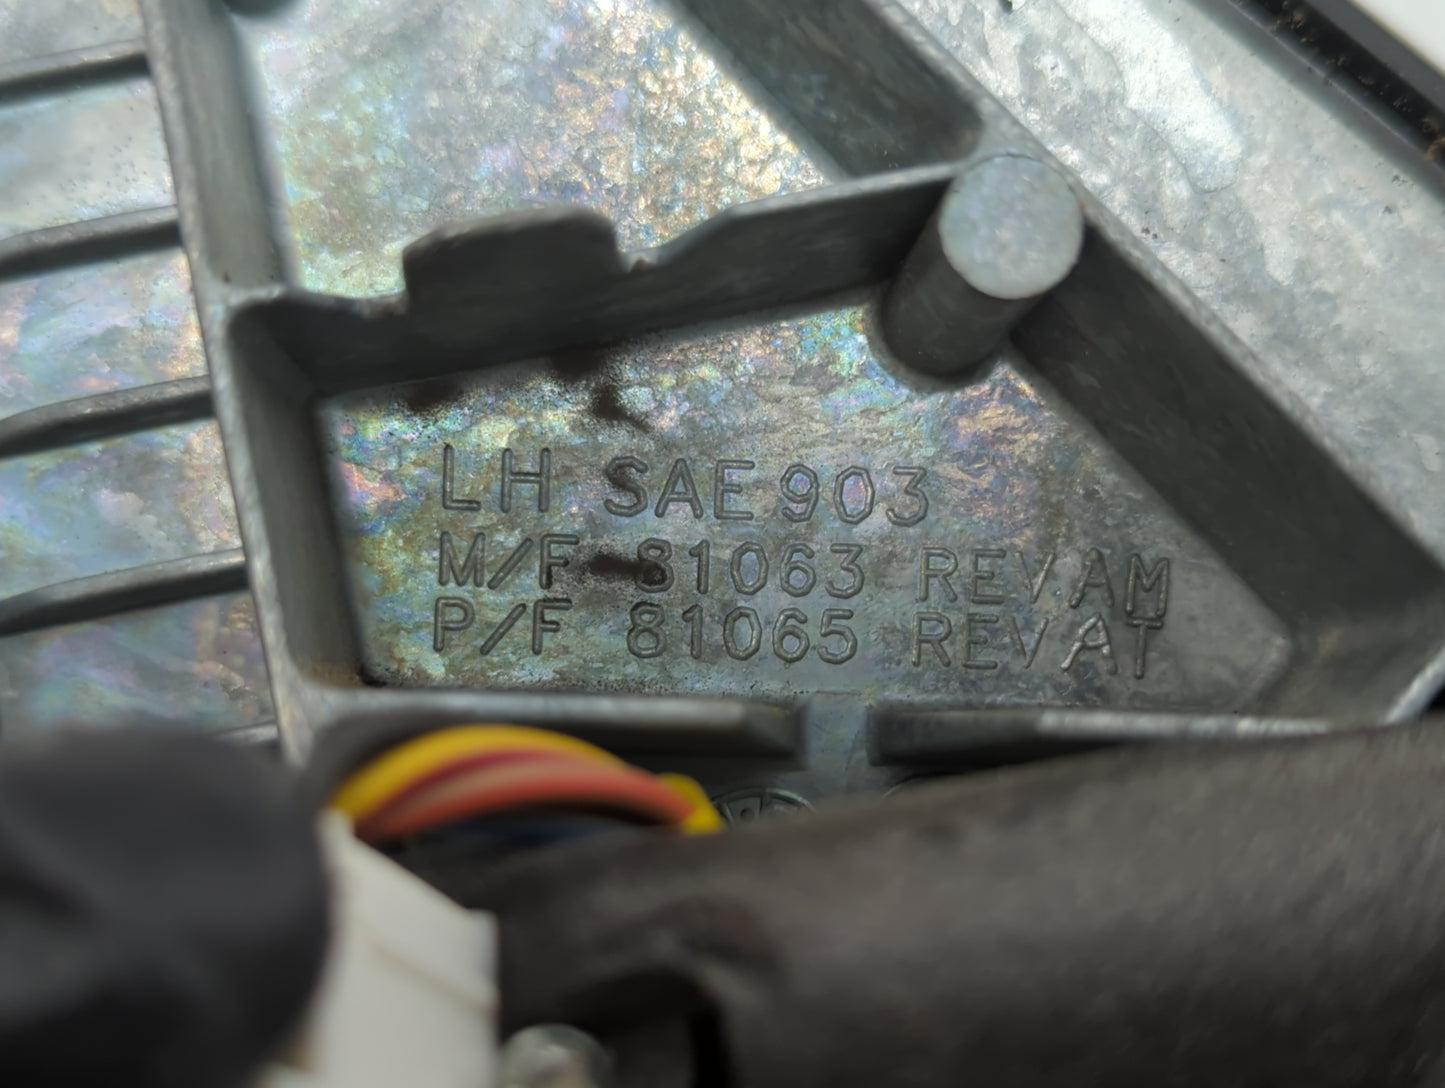 LH SAE 903
M/F 81063 REV AM
P/F 81065 REV AT